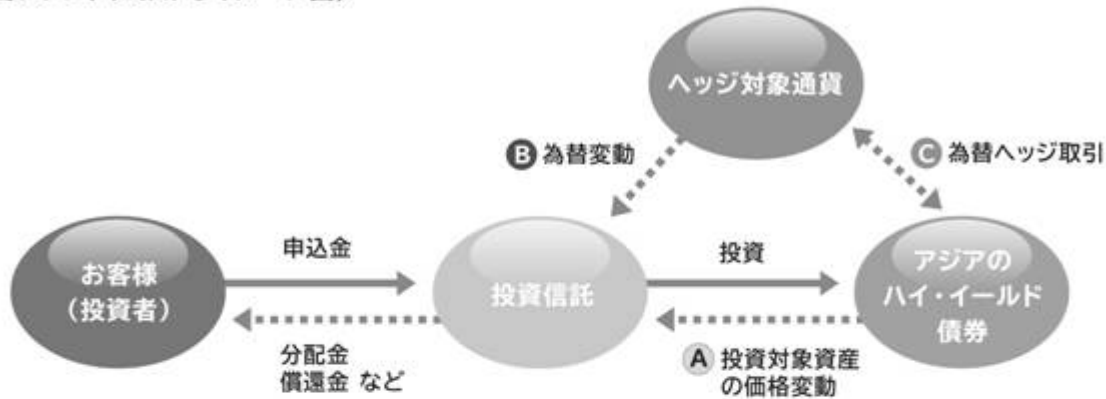 ヘッジ対象通貨
B 為替変動
C 為替ヘッジ取引
お客様
(投資者)
申込金
投資信託
投資
アジアの
ハイ・イールド
債券
分配金
償還金 など
A 投資対象資産
の価格変動